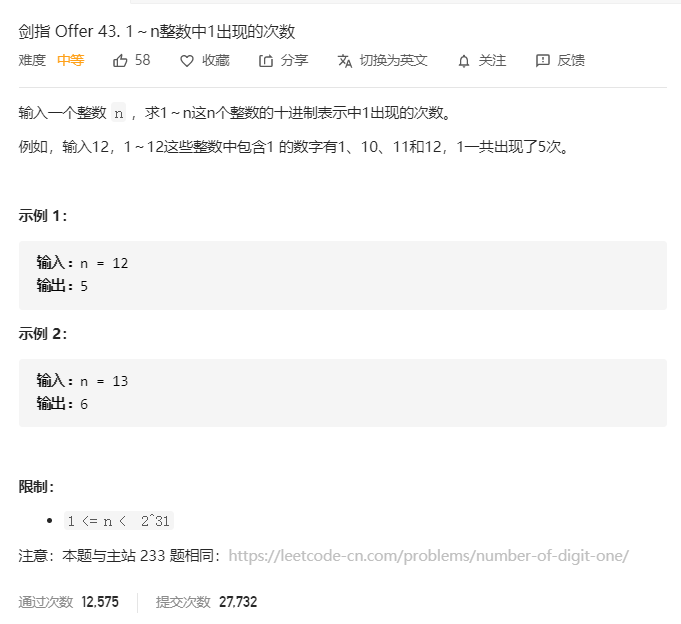 剑指 Offer 43. 1～n整数中1出现的次数
难度 中等 58 收藏 分享 切换为英文 关注 反馈
输入一个整数 n ，求1～n这n个整数的十进制表示中1出现的次数。
例如，输入12，1～12这些整数中包含1 的数字有1、10、11和12，1一共出现了5次。
示例 1：
输入：n = 12
输出：5
示例 2：
输入：n = 13
输出：6
限制：
• 1 <= n < 2^31
注意：本题与主站 233 题相同：https://leetcode-cn.com/problems/number-of-digit-one/
通过次数 12,575 提交次数 27,732